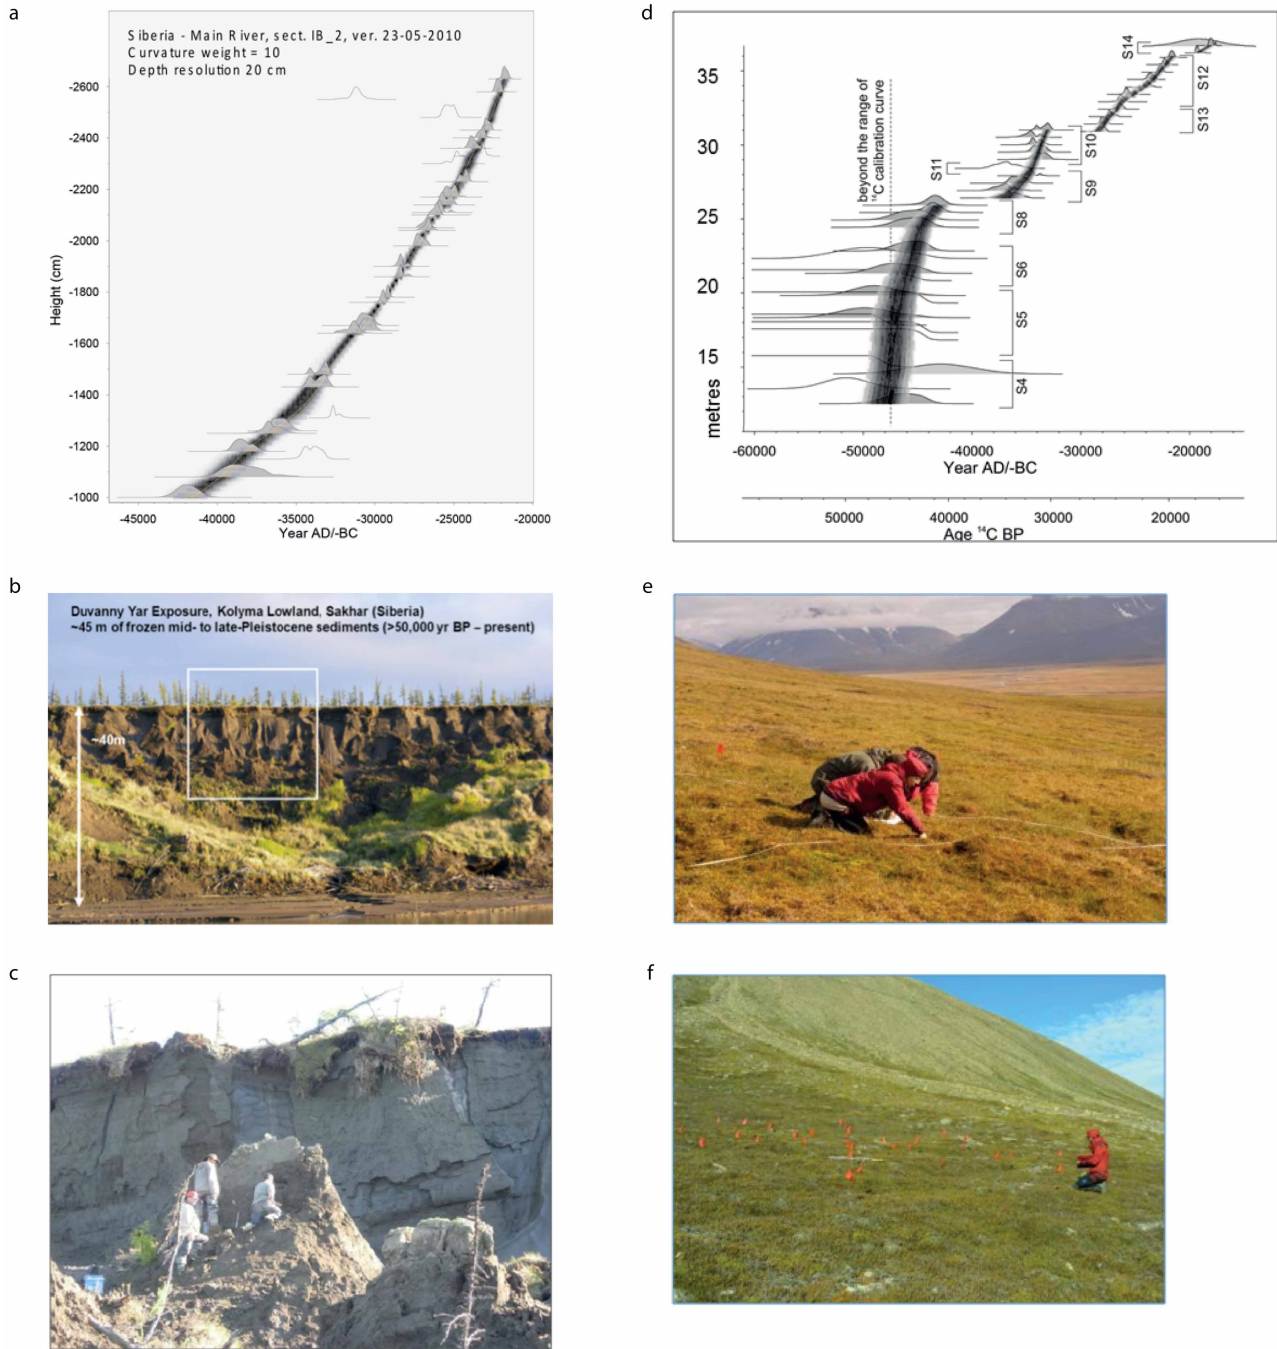 a
Siberia - Main River, sect. IB_2, ver. 23-05-2010
Curvature weight = 10
Depth resolution 20 cm
Height (cm)
-2600
-2400
-2200
-2000
-1800
-1600
-1400
-1200
-1000
-45000 -40000 -35000 -30000 -25000 -20000
Year AD/-BC
d
35
30
25
20
15
metres
beyond the range of
14C calibration curve
S14
S12
S13
S10
S11
S9
S8
S6
S5
S4
-60000 -50000 -40000 -30000 -20000
Year AD/-BC
50000 40000 30000 20000
Age 14C BP
b
Duvanny Yar Exposure, Kolyma Lowland, Sakhar (Siberia)
~45 m of frozen mid- to late-Pleistocene sediments (>50,000 yr BP – present)
~40m
e
c
f